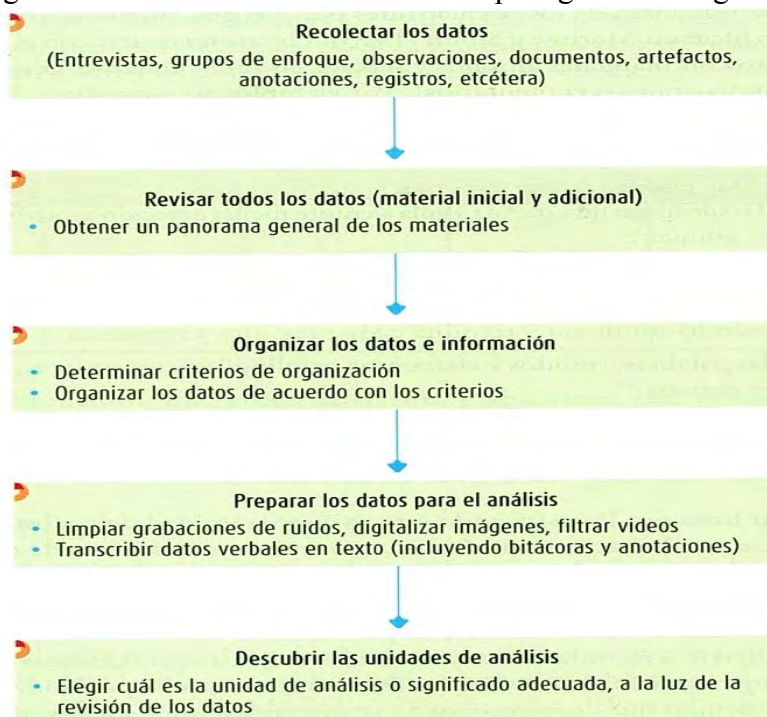 Recolectar los datos
(Entrevistas, grupos de enfoque, observaciones, documentos, artefactos,
anotaciones, registros, etcétera)
Revisar todos los datos (material inicial y adicional)
• Obtener un panorama general de los materiales
Organizar los datos e información
• Determinar criterios de organización
• Organizar los datos de acuerdo con los criterios
Preparar los datos para el análisis
• Limpiar grabaciones de ruidos, digitalizar imágenes, filtrar videos
• Transcribir datos verbales en texto (incluyendo bitácoras y anotaciones)
Descubrir las unidades de análisis
• Elegir cuál es la unidad de análisis o significado adecuada, a la luz de la
revisión de los datos